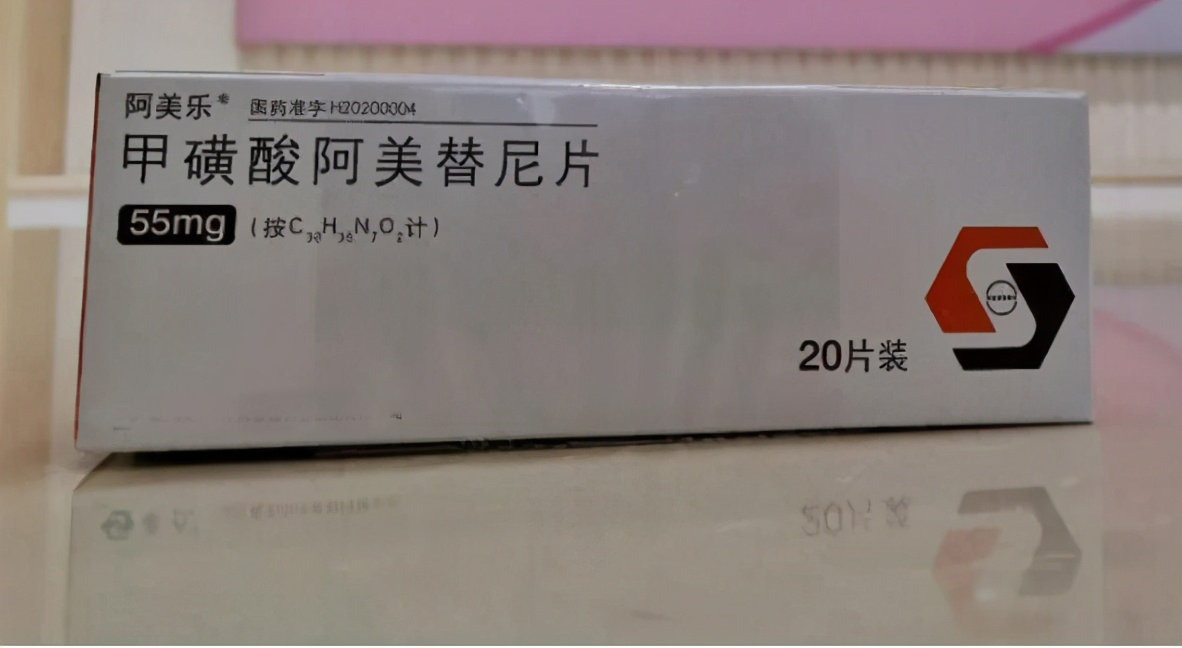 阿美乐® 国药准字H20200004
甲磺酸阿美替尼片
55mg (按C₃₀H₃₅N₇O₂计)
20片装